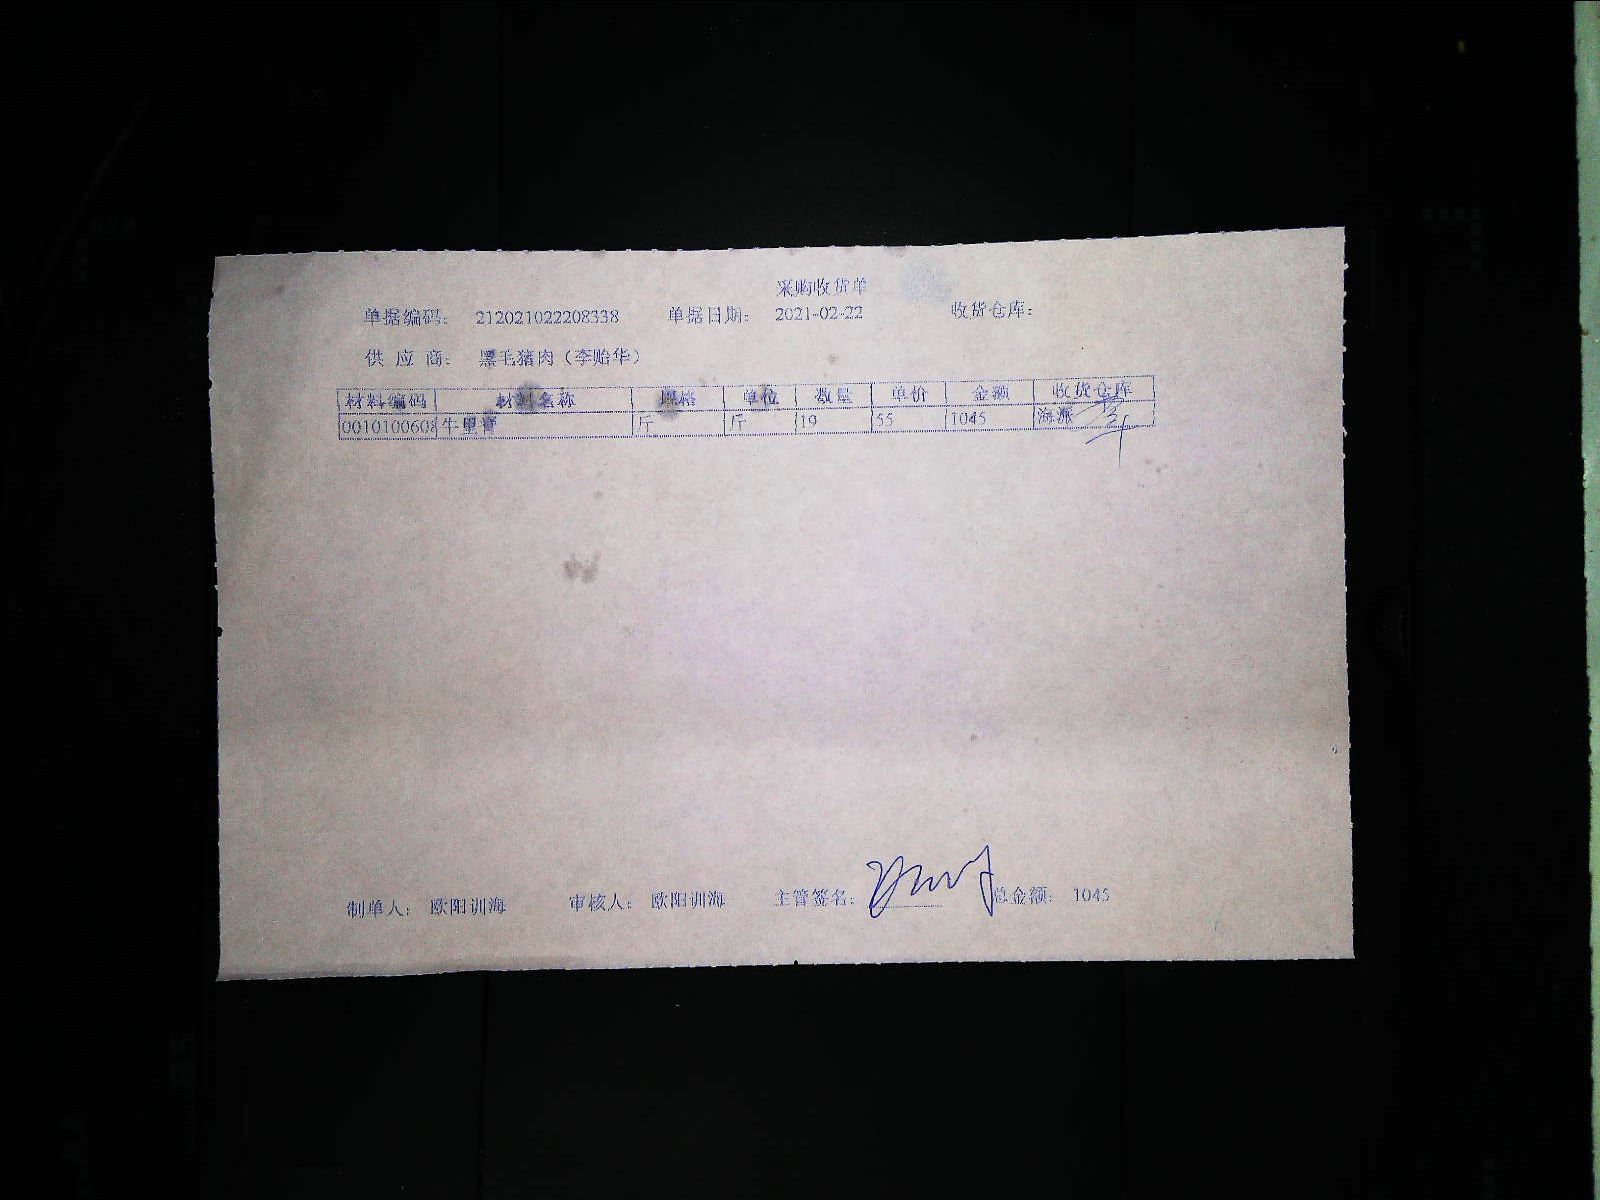 采购收货单
单据编码： 212021022208338 单据日期： 2021-02-22 收货仓库：
供 应 商： 黑毛猪肉（李贻华）
材料编码 材料名称 规格 单位 数量 单价 金额 收货仓库
0010100608 牛里脊 斤 斤 19 55 1045 海派
制单人： 欧阳训海 审核人： 欧阳训海 主管签名： 总金额： 1045